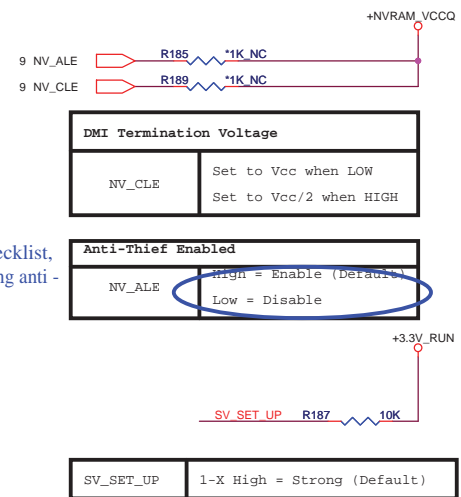 +NVRAM_VCCQ
9 NV_ALE R185 *1K_NC
9 NV_CLE R189 *1K_NC
DMI Termination Voltage
NV_CLE
Set to Vcc when LOW
Set to Vcc/2 when HIGH
ecklist,
ng anti -
Anti-Thief Enabled
NV_ALE
High = Enable (Default)
Low = Disable
+3.3V_RUN
SV_SET_UP R187 10K
SV_SET_UP 1-X High = Strong (Default)